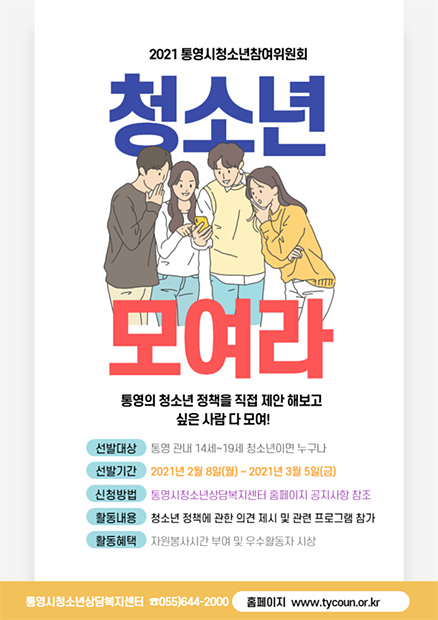 2021 통영시청소년참여위원회
청소년
모여라
통영의 청소년 정책을 직접 제안 해보고
싶은 사람 다 모여!
선발대상 통영 관내 14세~19세 청소년이면 누구나
선발기간 2021년 2월 8일(월) ~ 2021년 3월 5일(금)
신청방법 통영시청소년상담복지센터 홈페이지 공지사항 참조
활동내용 청소년 정책에 관한 의견 제시 및 관련 프로그램 참가
활동혜택 자원봉사시간 부여 및 우수활동자 시상
통영시청소년상담복지센터 ☎055)644-2000 홈페이지 www.tycoun.or.kr